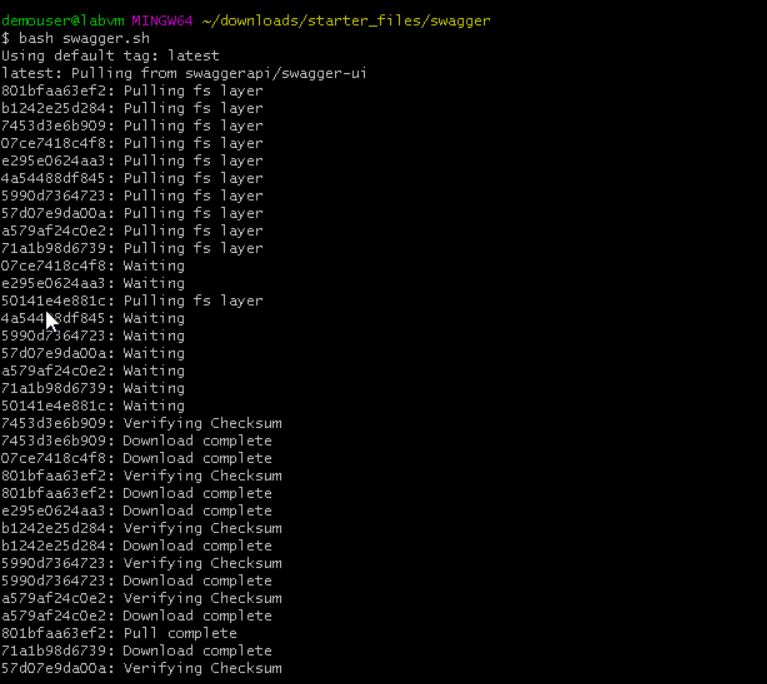 demouser@labvm MINGW64 ~/downloads/starter_files/swagger
$ bash swagger.sh
Using default tag: latest
latest: Pulling from swaggerapi/swagger-ui
801bfaa63ef2: Pulling fs layer
b1242e25d284: Pulling fs layer
7453d3e6b909: Pulling fs layer
07ce7418c4f8: Pulling fs layer
e295e0624aa3: Pulling fs layer
4a54488df845: Pulling fs layer
5990d7364723: Pulling fs layer
57d07e9da00a: Pulling fs layer
a579af24c0e2: Pulling fs layer
71a1b98d6739: Pulling fs layer
07ce7418c4f8: Waiting
e295e0624aa3: Waiting
50141e4e881c: Pulling fs layer
4a54488df845: Waiting
5990d7364723: Waiting
57d07e9da00a: Waiting
a579af24c0e2: Waiting
71a1b98d6739: Waiting
50141e4e881c: Waiting
7453d3e6b909: Verifying Checksum
7453d3e6b909: Download complete
07ce7418c4f8: Download complete
801bfaa63ef2: Verifying Checksum
801bfaa63ef2: Download complete
e295e0624aa3: Download complete
b1242e25d284: Verifying Checksum
b1242e25d284: Download complete
5990d7364723: Verifying Checksum
5990d7364723: Download complete
a579af24c0e2: Verifying Checksum
a579af24c0e2: Download complete
801bfaa63ef2: Pull complete
71a1b98d6739: Download complete
57d07e9da00a: Verifying Checksum